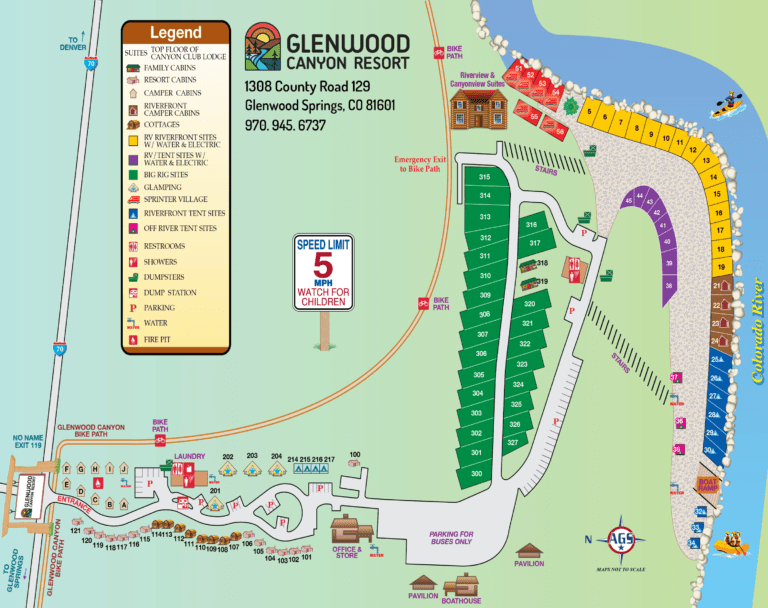 TO
DENVER
70
Legend
SUITES TOP FLOOR OF
CANYON CLUB LODGE
FAMILY CABINS
RESORT CABINS
CAMPER CABINS
RIVERFRONT
CAMPER CABINS
COTTAGES
RV RIVERFRONT SITES
W/ WATER & ELECTRIC
RV/TENT SITES W/
WATER & ELECTRIC
BIG RIG SITES
GLAMPING
SPRINTER VILLAGE
RIVERFRONT TENT SITES
OFF RIVER TENT SITES
RESTROOMS
SHOWERS
DUMPSTERS
DUMP STATION
P PARKING
WATER WATER
FIRE PIT
GLENWOOD
CANYON RESORT
1308 County Road 129
Glenwood Springs, CO 81601
970. 945. 6737
BIKE
PATH
Riverview &
Canyonview Suites
51
52
53
54
55
56
5
6
7
8
9
10
11
12
13
14
15
16
17
18
19
21
22
23
24
25
26
27
28
29
30
BOAT
RAMP
32
33
34
Colorado River
Emergency Exit
to Bike Path
STAIRS
45
44
43
42
41
40
39
38
315
314
313
312
311
310
309
308
307
306
305
304
303
302
301
300
316
317
318
319
320
321
322
323
324
325
326
327
P
P
P
STAIRS
37
WATER
36
35
WATER
SPEED LIMIT
5
MPH
WATCH FOR
CHILDREN
BIKE
PATH
70
NO NAME
EXIT 119
GLENWOOD CANYON
BIKE PATH
BIKE
PATH
GLENWOOD
CANYON RESORT
ENTRANCE
F G H I J
E D C B A
WATER
LAUNDRY
P
WATER
201
202
203
204
214 215 216 217
100
P
P
P
P
P
121
120
119
118
117
116
115
114
113
112
111
110
109
108
107
106
105
104
103
102
101
OFFICE &
STORE
WATER
PARKING FOR
BUSES ONLY
PAVILION
PAVILION
BOATHOUSE
N AGS
MAPS NOT TO SCALE
TO
GLENWOOD
SPRINGS
GLENWOOD CANYON
BIKE PATH